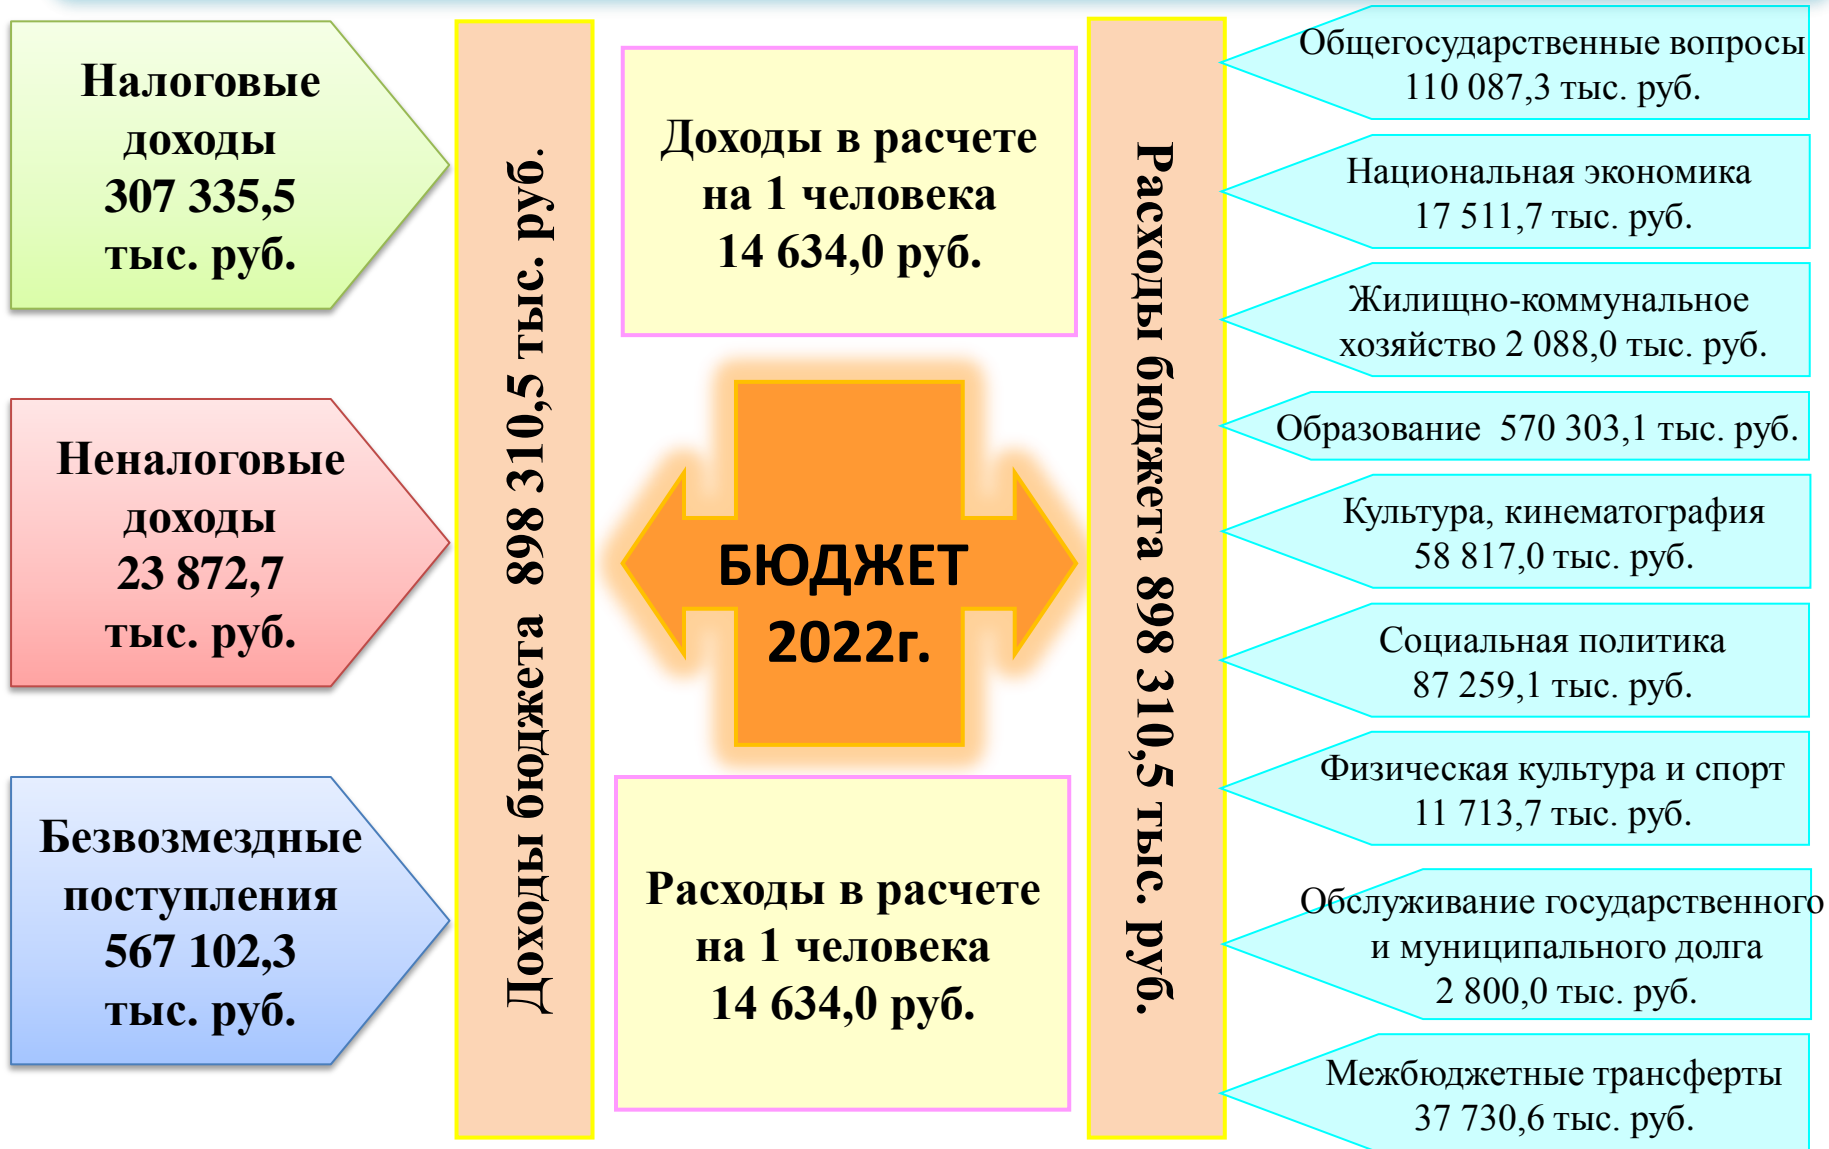 Налоговые
доходы
307 335,5
тыс. руб.
Неналоговые
доходы
23 872,7
тыс. руб.
Безвозмездные
поступления
567 102,3
тыс. руб.
Доходы бюджета 898 310,5 тыс. руб.
Доходы в расчете
на 1 человека
14 634,0 руб.
БЮДЖЕТ
2022г.
Расходы в расчете
на 1 человека
14 634,0 руб.
Расходы бюджета 898 310,5 тыс. руб.
Общегосударственные вопросы
110 087,3 тыс. руб.
Национальная экономика
17 511,7 тыс. руб.
Жилищно-коммунальное
хозяйство 2 088,0 тыс. руб.
Образование 570 303,1 тыс. руб.
Культура, кинематография
58 817,0 тыс. руб.
Социальная политика
87 259,1 тыс. руб.
Физическая культура и спорт
11 713,7 тыс. руб.
Обслуживание государственного
и муниципального долга
2 800,0 тыс. руб.
Межбюджетные трансферты
37 730,6 тыс. руб.